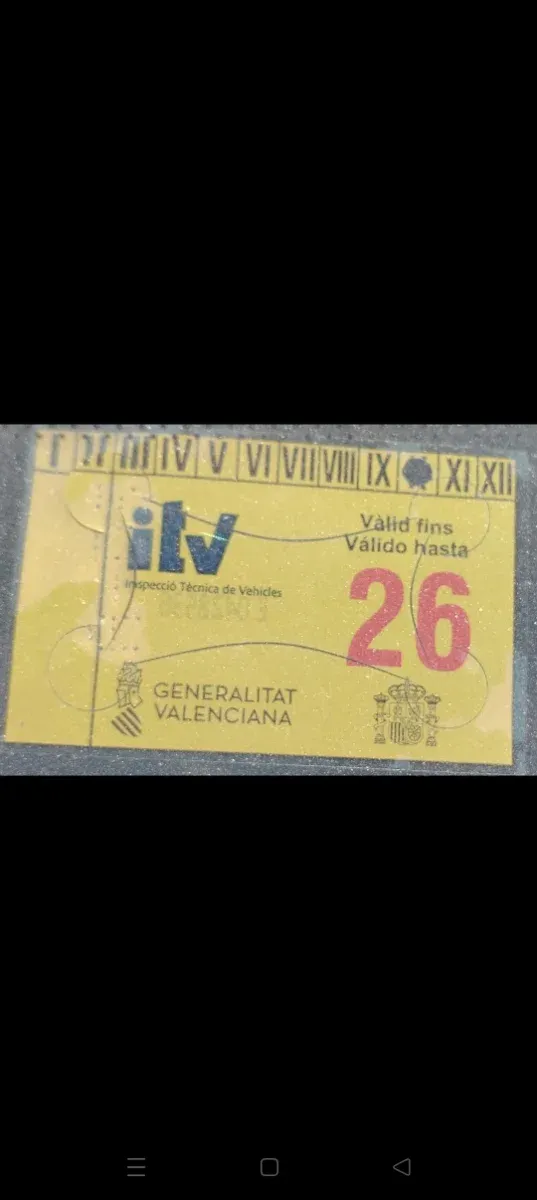 I II III IV V VI VII VIII IX XI XII
itv
Vàlid fins
Válido hasta
Inspecció Tècnica de Vehicles
26
GENERALITAT
VALENCIANA